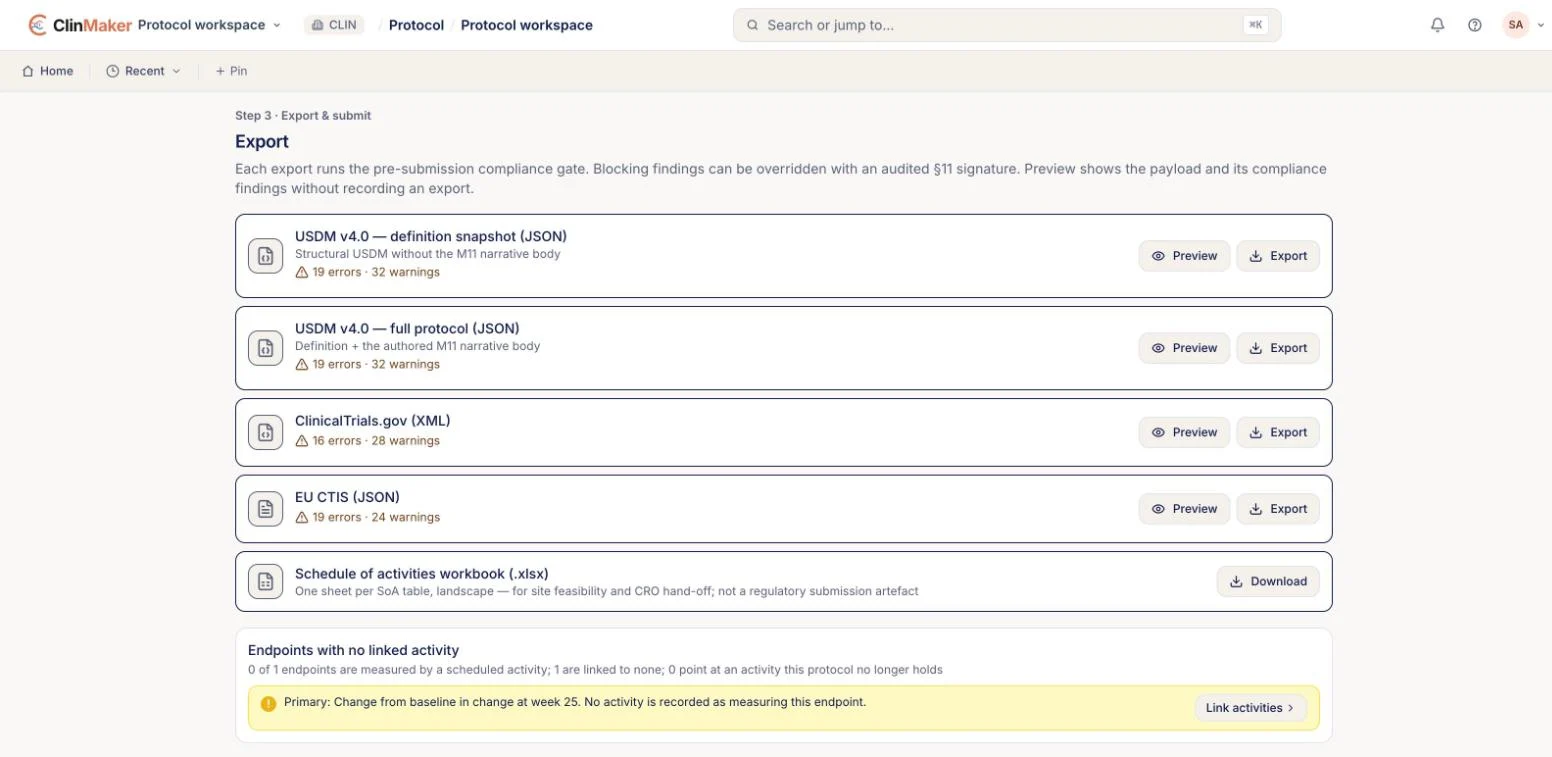 ClinMaker Protocol workspace CLIN / Protocol / Protocol workspace Search or jump to... ⌘K SA
Home Recent + Pin
Step 3 · Export & submit
Export
Each export runs the pre-submission compliance gate. Blocking findings can be overridden with an audited §11 signature. Preview shows the payload and its compliance
findings without recording an export.
USDM v4.0 — definition snapshot (JSON)
Structural USDM without the M11 narrative body
19 errors · 32 warnings
Preview Export
USDM v4.0 — full protocol (JSON)
Definition + the authored M11 narrative body
19 errors · 32 warnings
Preview Export
ClinicalTrials.gov (XML)
16 errors · 28 warnings
Preview Export
EU CTIS (JSON)
19 errors · 24 warnings
Preview Export
Schedule of activities workbook (.xlsx)
One sheet per SoA table, landscape — for site feasibility and CRO hand-off; not a regulatory submission artefact
Download
Endpoints with no linked activity
0 of 1 endpoints are measured by a scheduled activity; 1 are linked to none; 0 point at an activity this protocol no longer holds
Primary: Change from baseline in change at week 25. No activity is recorded as measuring this endpoint.
Link activities